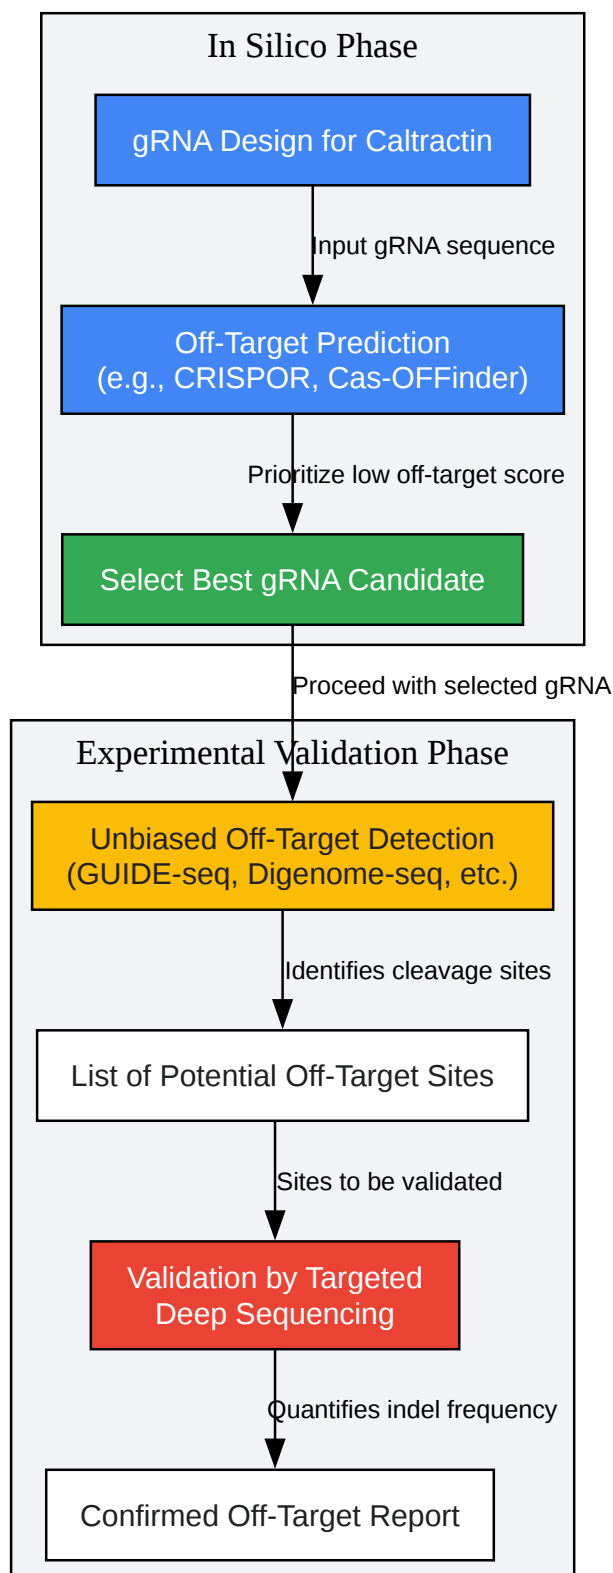 In Silico Phase
gRNA Design for Caltractin
Input gRNA sequence
Off-Target Prediction
(e.g., CRISPOR, Cas-OFFinder)
Prioritize low off-target score
Select Best gRNA Candidate
Proceed with selected gRNA
Experimental Validation Phase
Unbiased Off-Target Detection
(GUIDE-seq, Digenome-seq, etc.)
Identifies cleavage sites
List of Potential Off-Target Sites
Sites to be validated
Validation by Targeted
Deep Sequencing
Quantifies indel frequency
Confirmed Off-Target Report